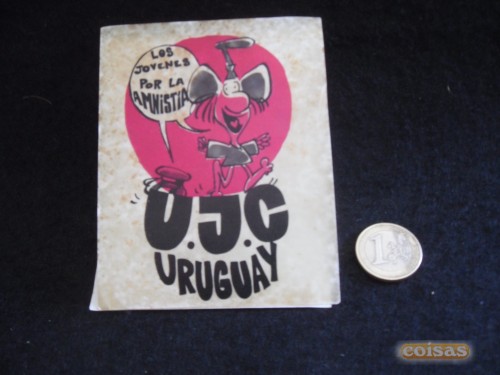 LOS
JOVENES
POR LA
AMNISTIA
U.J.C
URUGUAY
1
coisas